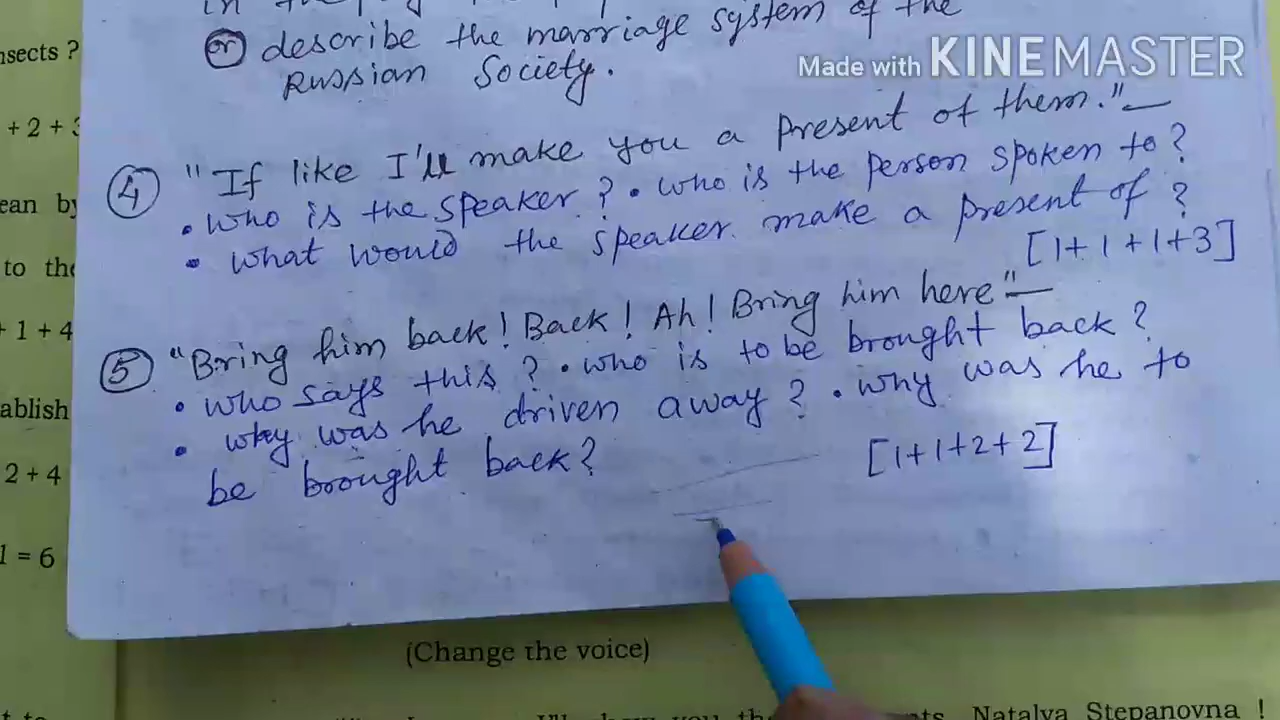 describe the marriage system of the
or
Russian Society.
Made with KINEMASTER
nsects ?
+ 2 +
ean by
to the
+ 1 + 4
ablish
2 + 4
1 = 6
4 "If like I'll make you a present of them."—
• who is the speaker ? • who is the person spoken to ?
• what would the speaker make a present of ?
[1+1+1+3]
5 "Bring him back! Back! Ah! Bring him here"—
• who says this ? • who is to be brought back ?
• why was he driven away ? • why was he to
be brought back?
[1+1+2+2]
(Change the voice)
Natalya Stepanovna !